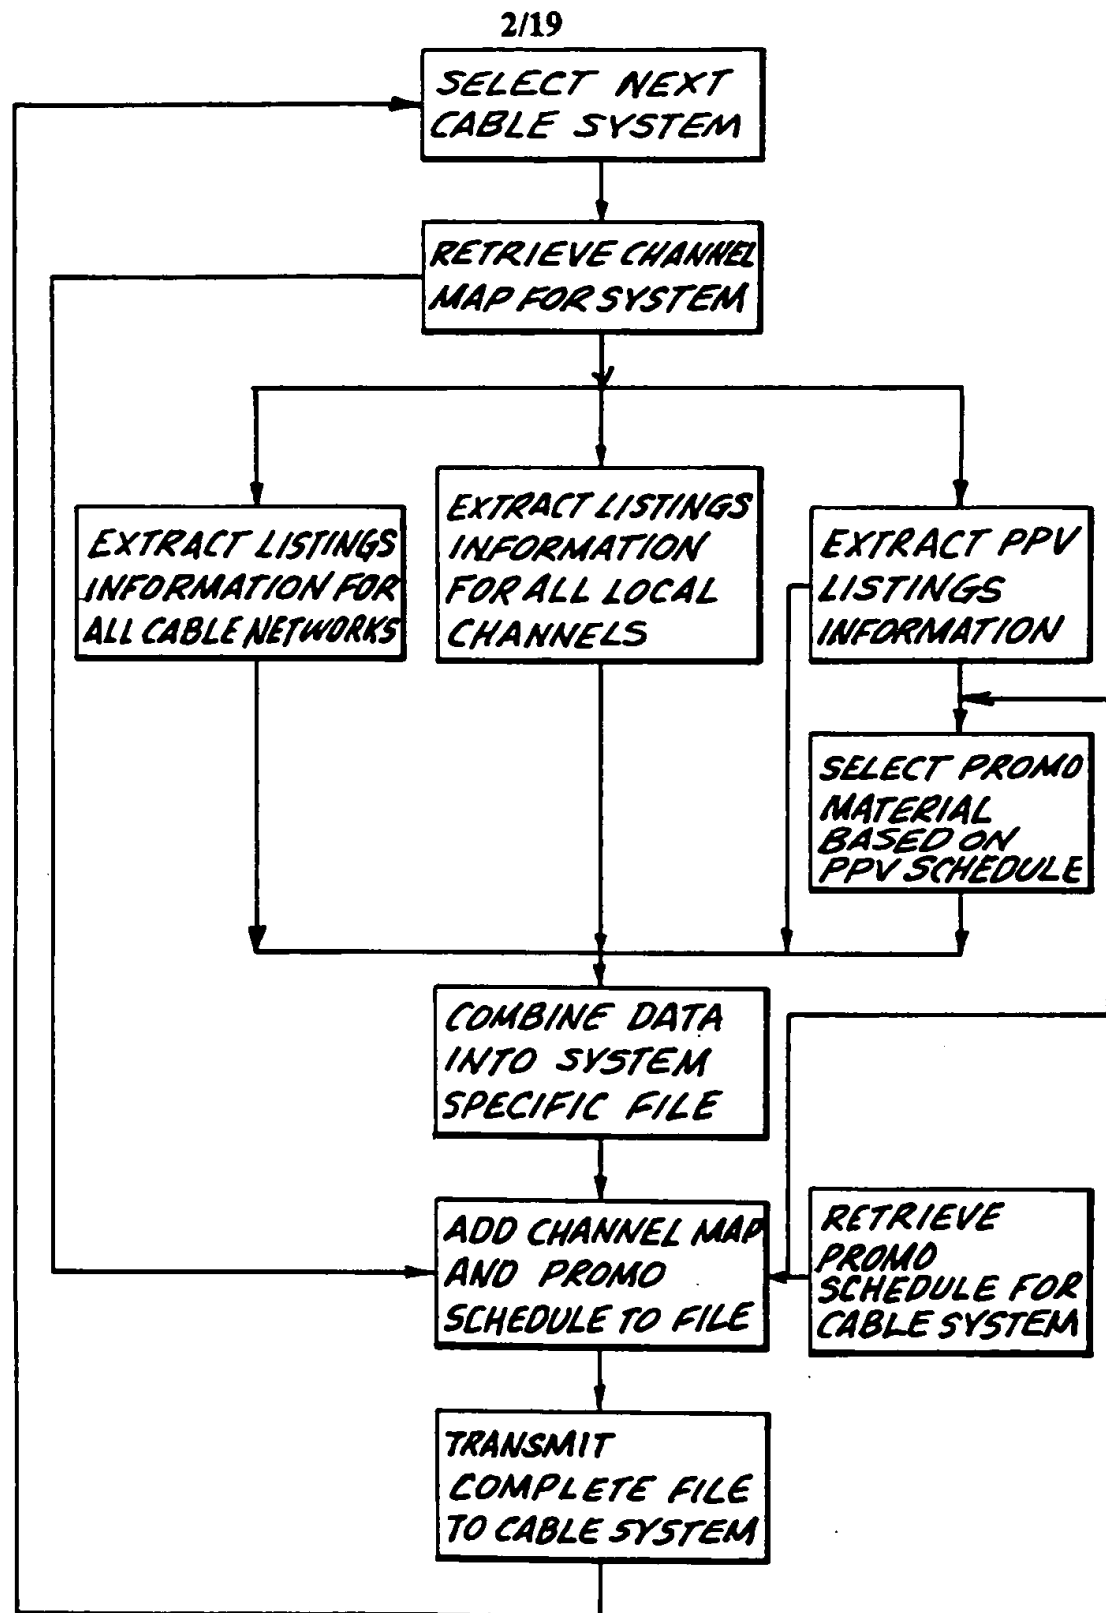 2/19
SELECT NEXT
CABLE SYSTEM
RETRIEVE CHANNEL
MAP FOR SYSTEM
EXTRACT LISTINGS
INFORMATION FOR
ALL CABLE NETWORKS
EXTRACT LISTINGS
INFORMATION
FOR ALL LOCAL
CHANNELS
EXTRACT PPV
LISTINGS
INFORMATION
SELECT PROMO
MATERIAL
BASED ON
PPV SCHEDULE
COMBINE DATA
INTO SYSTEM
SPECIFIC FILE
ADD CHANNEL MAP
AND PROMO
SCHEDULE TO FILE
RETRIEVE
PROMO
SCHEDULE FOR
CABLE SYSTEM
TRANSMIT
COMPLETE FILE
TO CABLE SYSTEM